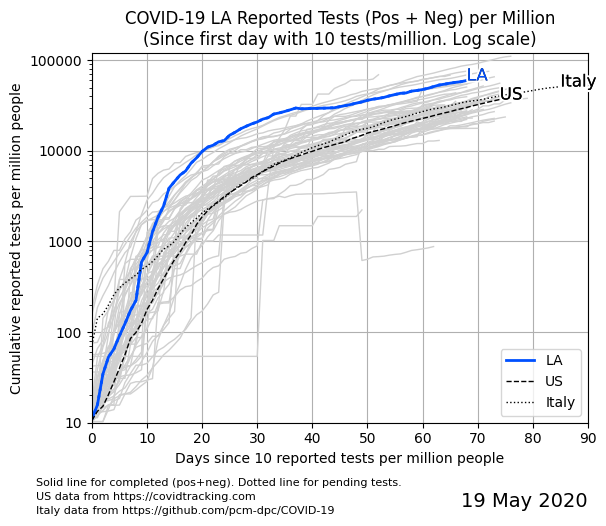 COVID-19 LA Reported Tests (Pos + Neg) per Million
(Since first day with 10 tests/million. Log scale)
Cumulative reported tests per million people
100000
10000
1000
100
10
LA
US
Italy
LA
US
Italy
0 10 20 30 40 50 60 70 80 90
Days since 10 reported tests per million people
Solid line for completed (pos+neg). Dotted line for pending tests.
US data from https://covidtracking.com
Italy data from https://github.com/pcm-dpc/COVID-19
19 May 2020